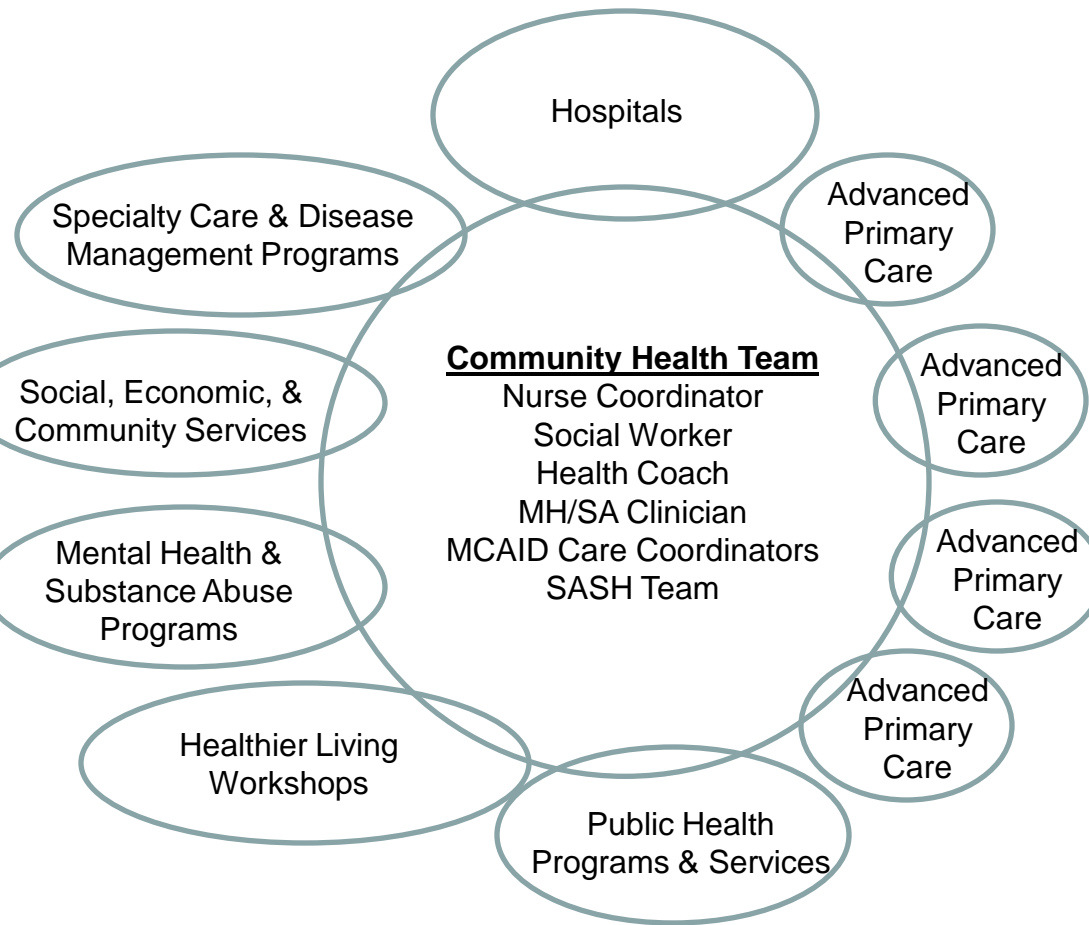 Hospitals
Specialty Care & Disease
Management Programs
Advanced
Primary
Care
Social, Economic, &
Community Services
Community Health Team
Nurse Coordinator
Social Worker
Health Coach
MH/SA Clinician
MCAID Care Coordinators
SASH Team
Advanced
Primary
Care
Mental Health &
Substance Abuse
Programs
Advanced
Primary
Care
Healthier Living
Workshops
Advanced
Primary
Care
Public Health
Programs & Services